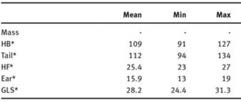 Mean Min Max
Mass - - -
HB* 109 91 127
Tail* 112 94 134
HF* 25.4 23 27
Ear* 15.9 13 19
GLS* 28.2 24.4 31.3